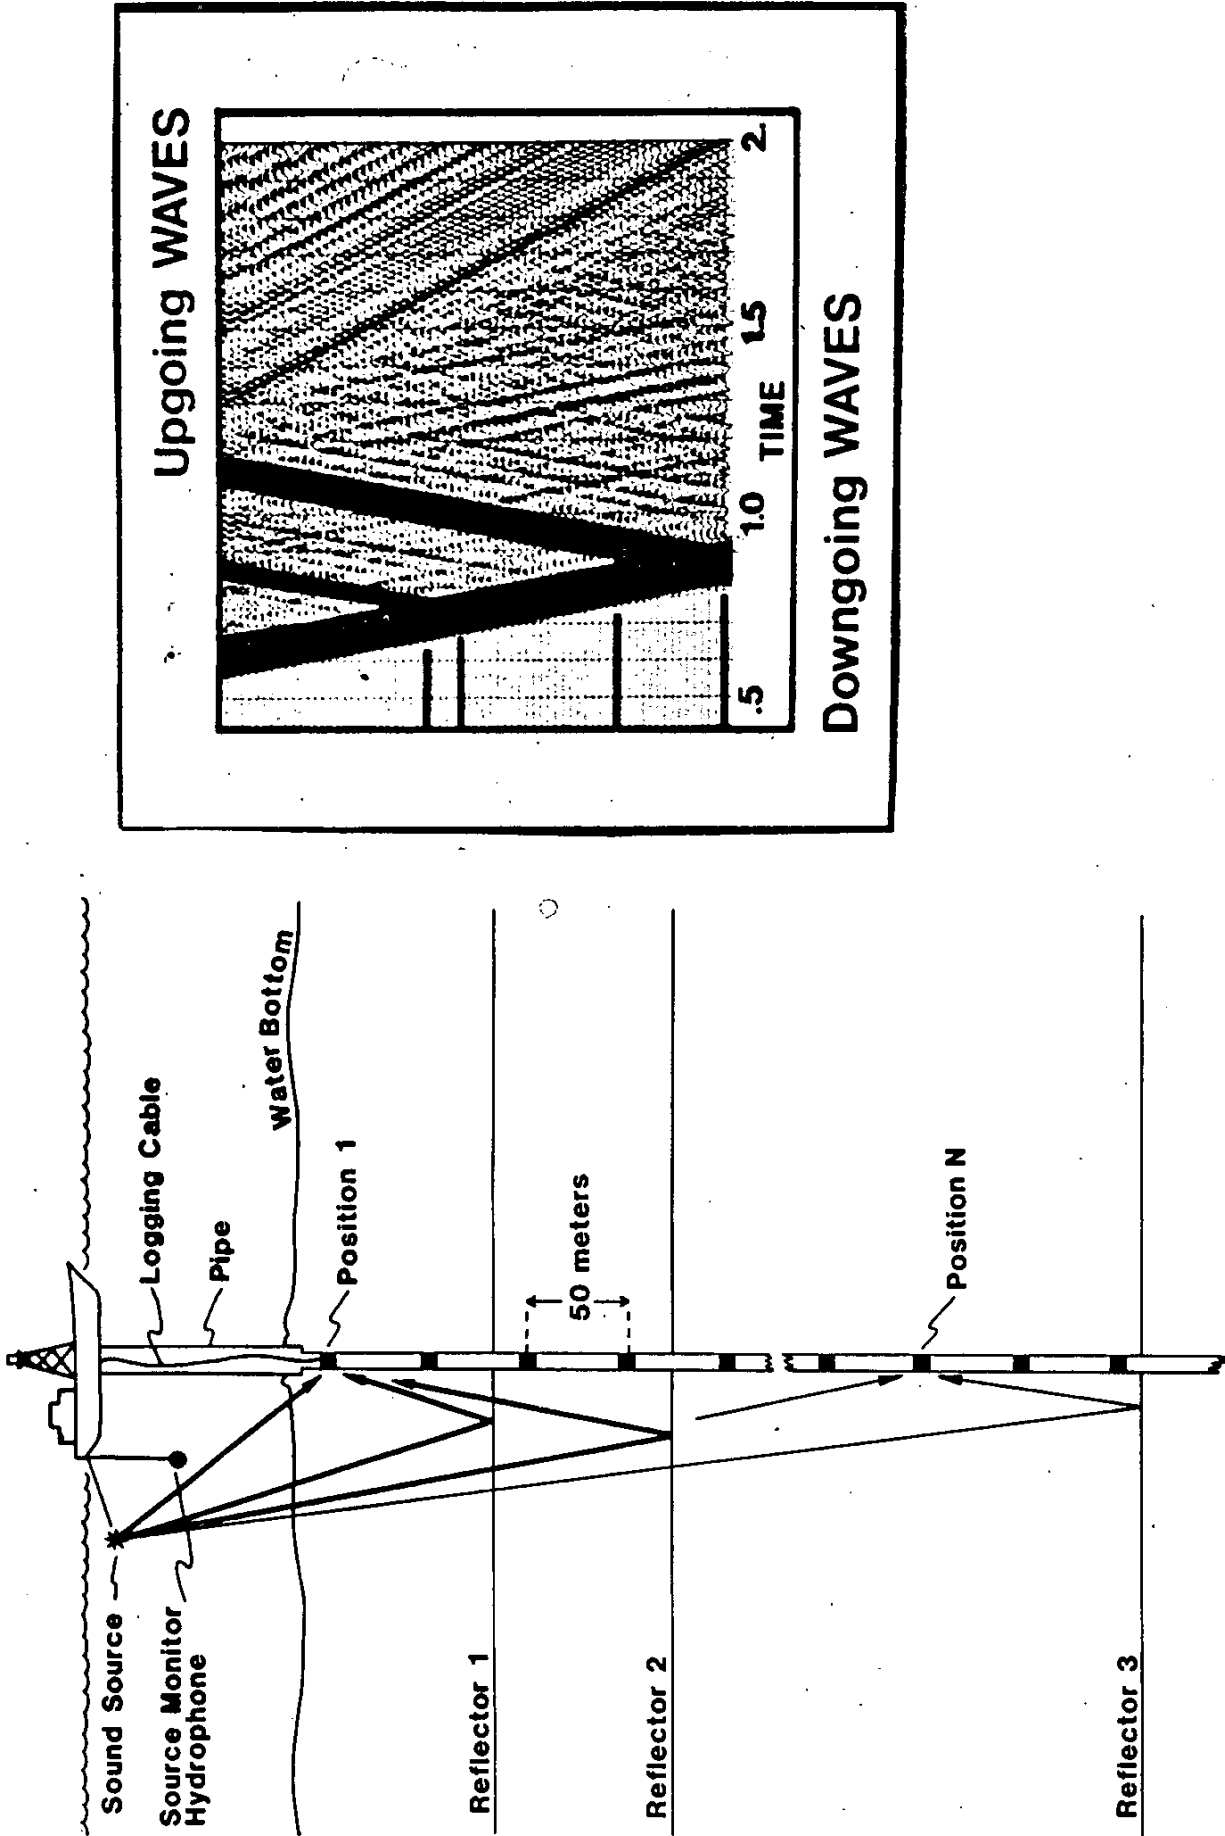 Sound Source
Source Monitor
Hydrophone
Logging Cable
Pipe
Water Bottom
Position 1
50 meters
Position N
Reflector 1
Reflector 2
Reflector 3
Upgoing WAVES
.5
1.0
1.5
2.
TIME
Downgoing WAVES